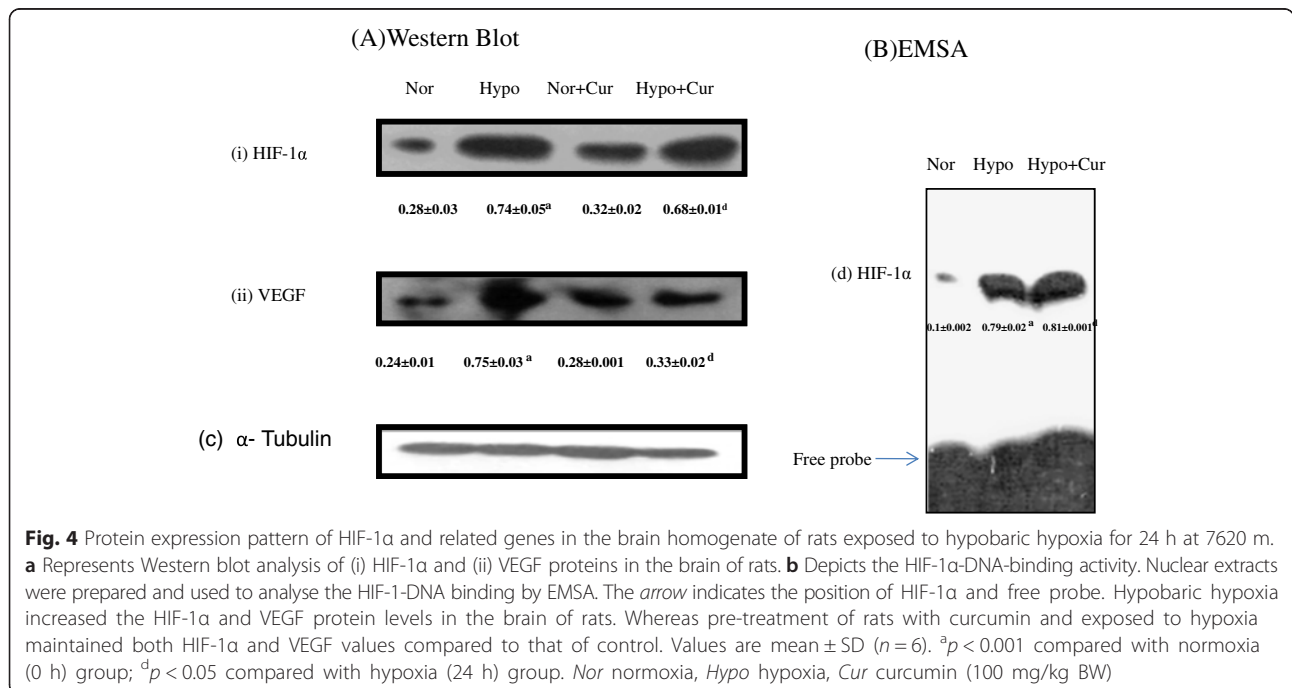 (A)Western Blot
(B)EMSA
Nor Hypo Nor+Cur Hypo+Cur
(i) HIF-1α
0.28±0.03 0.74±0.05a 0.32±0.02 0.68±0.01d
(ii) VEGF
0.24±0.01 0.75±0.03 a 0.28±0.001 0.33±0.02 d
(c) α- Tubulin
Nor Hypo Hypo+Cur
(d) HIF-1α
0.1±0.002 0.79±0.02 a 0.81±0.001d
Free probe
Fig. 4 Protein expression pattern of HIF-1α and related genes in the brain homogenate of rats exposed to hypobaric hypoxia for 24 h at 7620 m.
a Represents Western blot analysis of (i) HIF-1α and (ii) VEGF proteins in the brain of rats. b Depicts the HIF-1α-DNA-binding activity. Nuclear extracts
were prepared and used to analyse the HIF-1-DNA binding by EMSA. The arrow indicates the position of HIF-1α and free probe. Hypobaric hypoxia
increased the HIF-1α and VEGF protein levels in the brain of rats. Whereas pre-treatment of rats with curcumin and exposed to hypoxia
maintained both HIF-1α and VEGF values compared to that of control. Values are mean ± SD (n = 6). ap < 0.001 compared with normoxia
(0 h) group; dp < 0.05 compared with hypoxia (24 h) group. Nor normoxia, Hypo hypoxia, Cur curcumin (100 mg/kg BW)